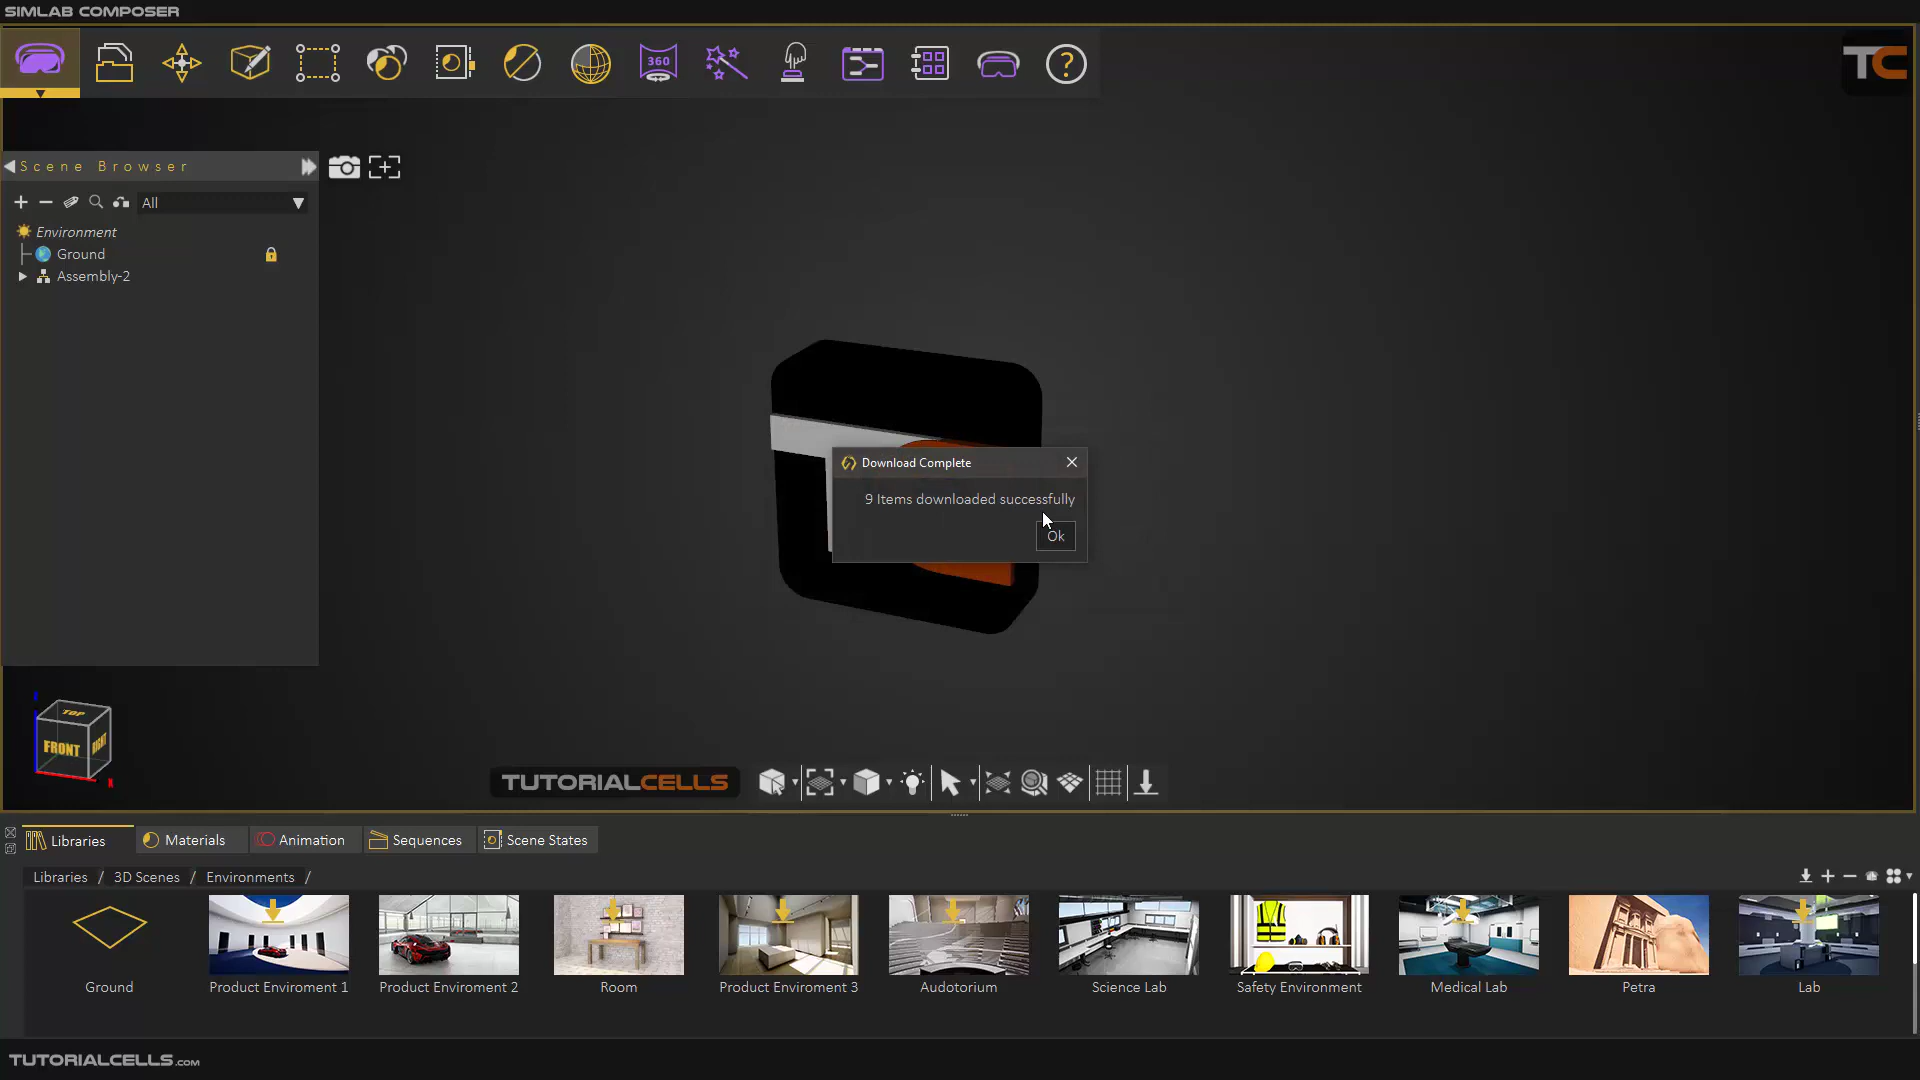 SIMLAB COMPOSER
360
?
TC
Scene Browser
All
Environment
Ground
Assembly-2
Download Complete
9 Items downloaded successfully
Ok
TOP
FRONT
RIGHT
X
TUTORIALCELLS
Libraries
Materials
Animation
Sequences
Scene States
Libraries / 3D Scenes / Environments /
Ground
Product Enviroment 1
Product Enviroment 2
Room
Product Enviroment 3
Audotorium
Science Lab
Safety Environment
Medical Lab
Petra
Lab
TUTORIALCELLS.COM